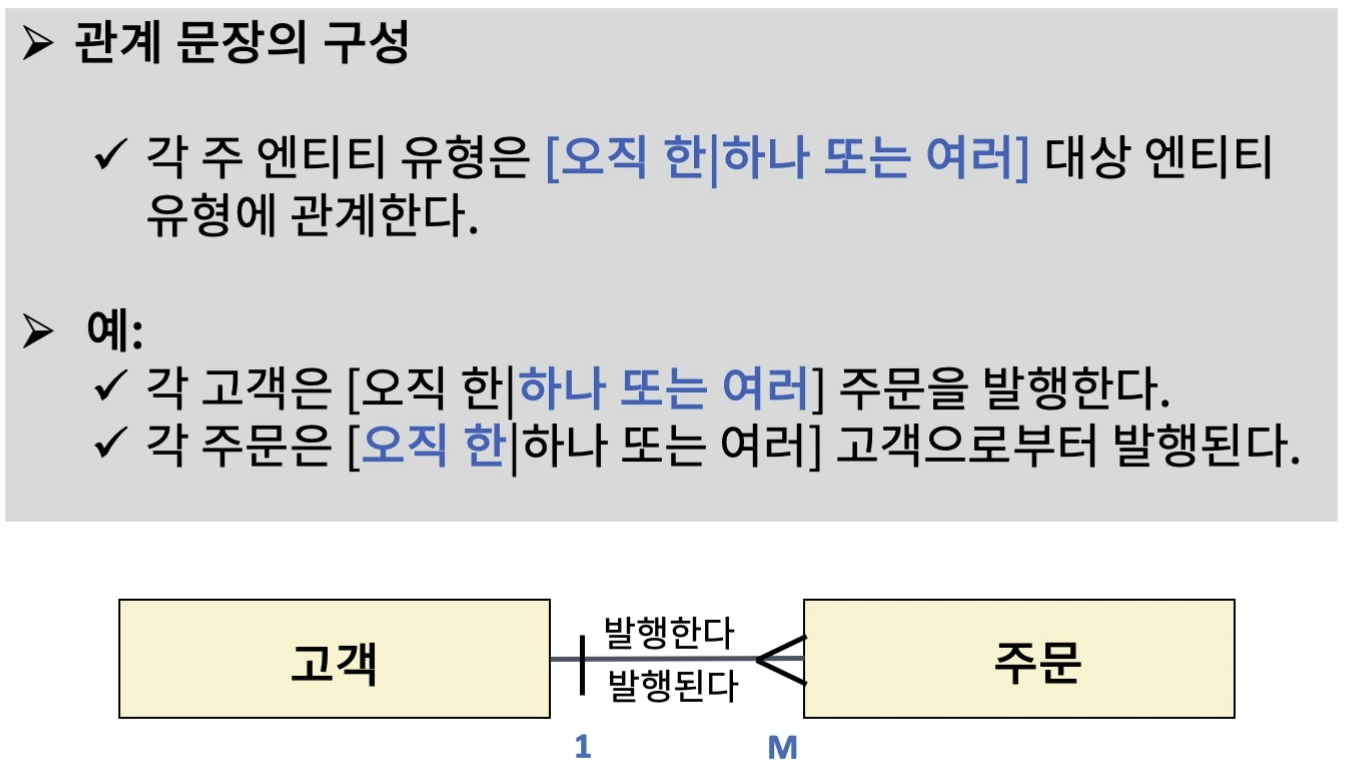 ➢ 관계 문장의 구성
✓ 각 주 엔티티 유형은 [오직 한|하나 또는 여러] 대상 엔티티
유형에 관계한다.
➢ 예:
✓ 각 고객은 [오직 한|하나 또는 여러] 주문을 발행한다.
✓ 각 주문은 [오직 한|하나 또는 여러] 고객으로부터 발행된다.
고객
발행한다
발행된다
주문
1
M